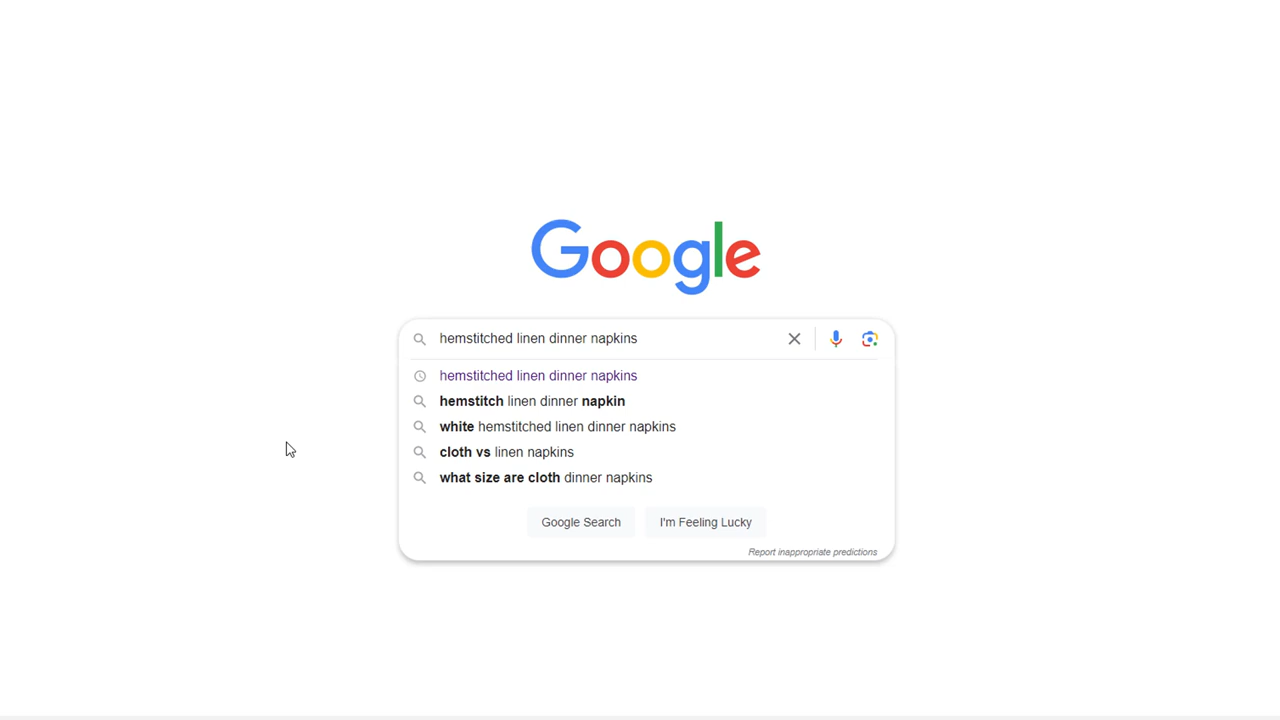 Google
hemstitched linen dinner napkins
hemstitched linen dinner napkins
hemstitch linen dinner napkin
white hemstitched linen dinner napkins
cloth vs linen napkins
what size are cloth dinner napkins
Google Search I'm Feeling Lucky
Report inappropriate predictions